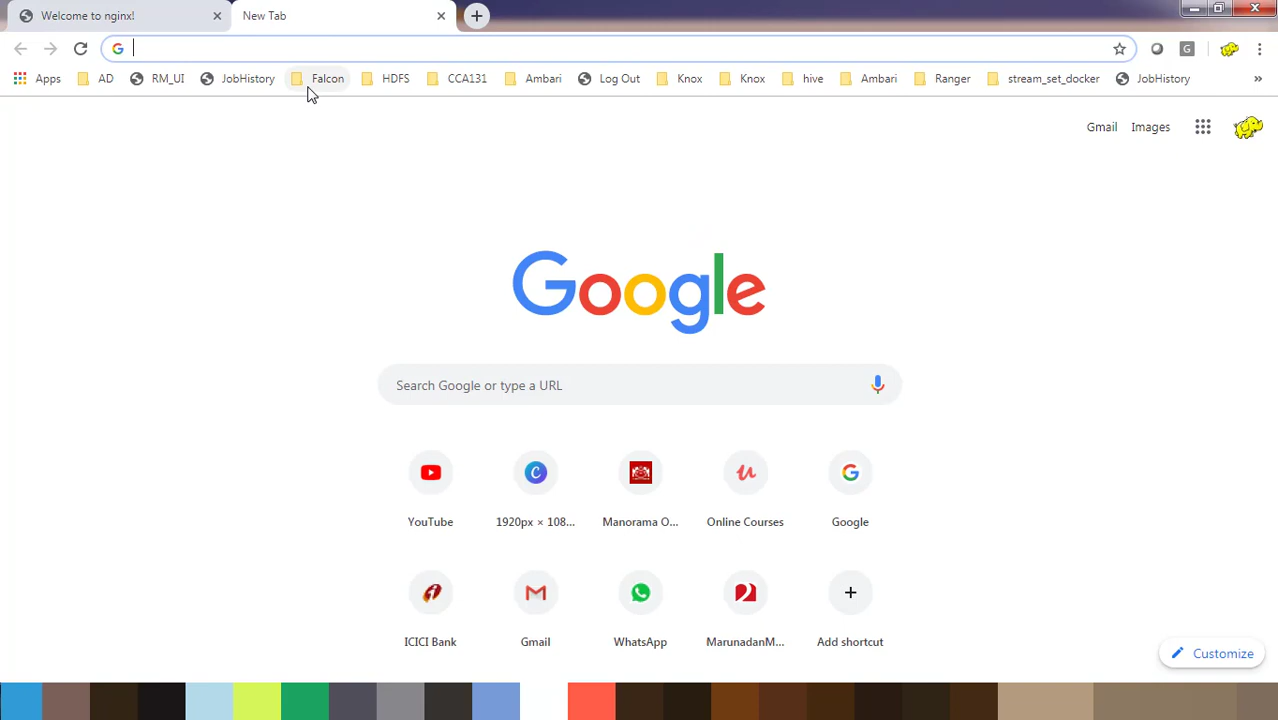 Welcome to nginx!
New Tab
Apps AD RM_UI JobHistory Falcon HDFS CCA131 Ambari Log Out Knox Knox hive Ambari Ranger stream_set_docker JobHistory »
Gmail Images
Google
Search Google or type a URL
YouTube 1920px × 108... Manorama O... Online Courses Google
ICICI Bank Gmail WhatsApp MarunadanM... Add shortcut
Customize